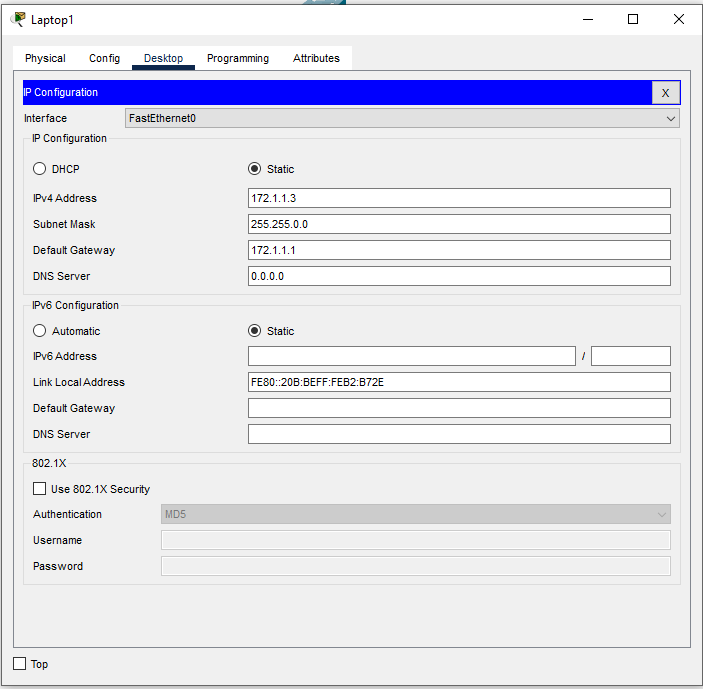 Laptop1
Physical Config Desktop Programming Attributes
IP Configuration X
Interface FastEthernet0
IP Configuration
DHCP Static
IPv4 Address 172.1.1.3
Subnet Mask 255.255.0.0
Default Gateway 172.1.1.1
DNS Server 0.0.0.0
IPv6 Configuration
Automatic Static
IPv6 Address /
Link Local Address FE80::20B:BEFF:FEB2:B72E
Default Gateway
DNS Server
802.1X
Use 802.1X Security
Authentication MD5
Username
Password
Top